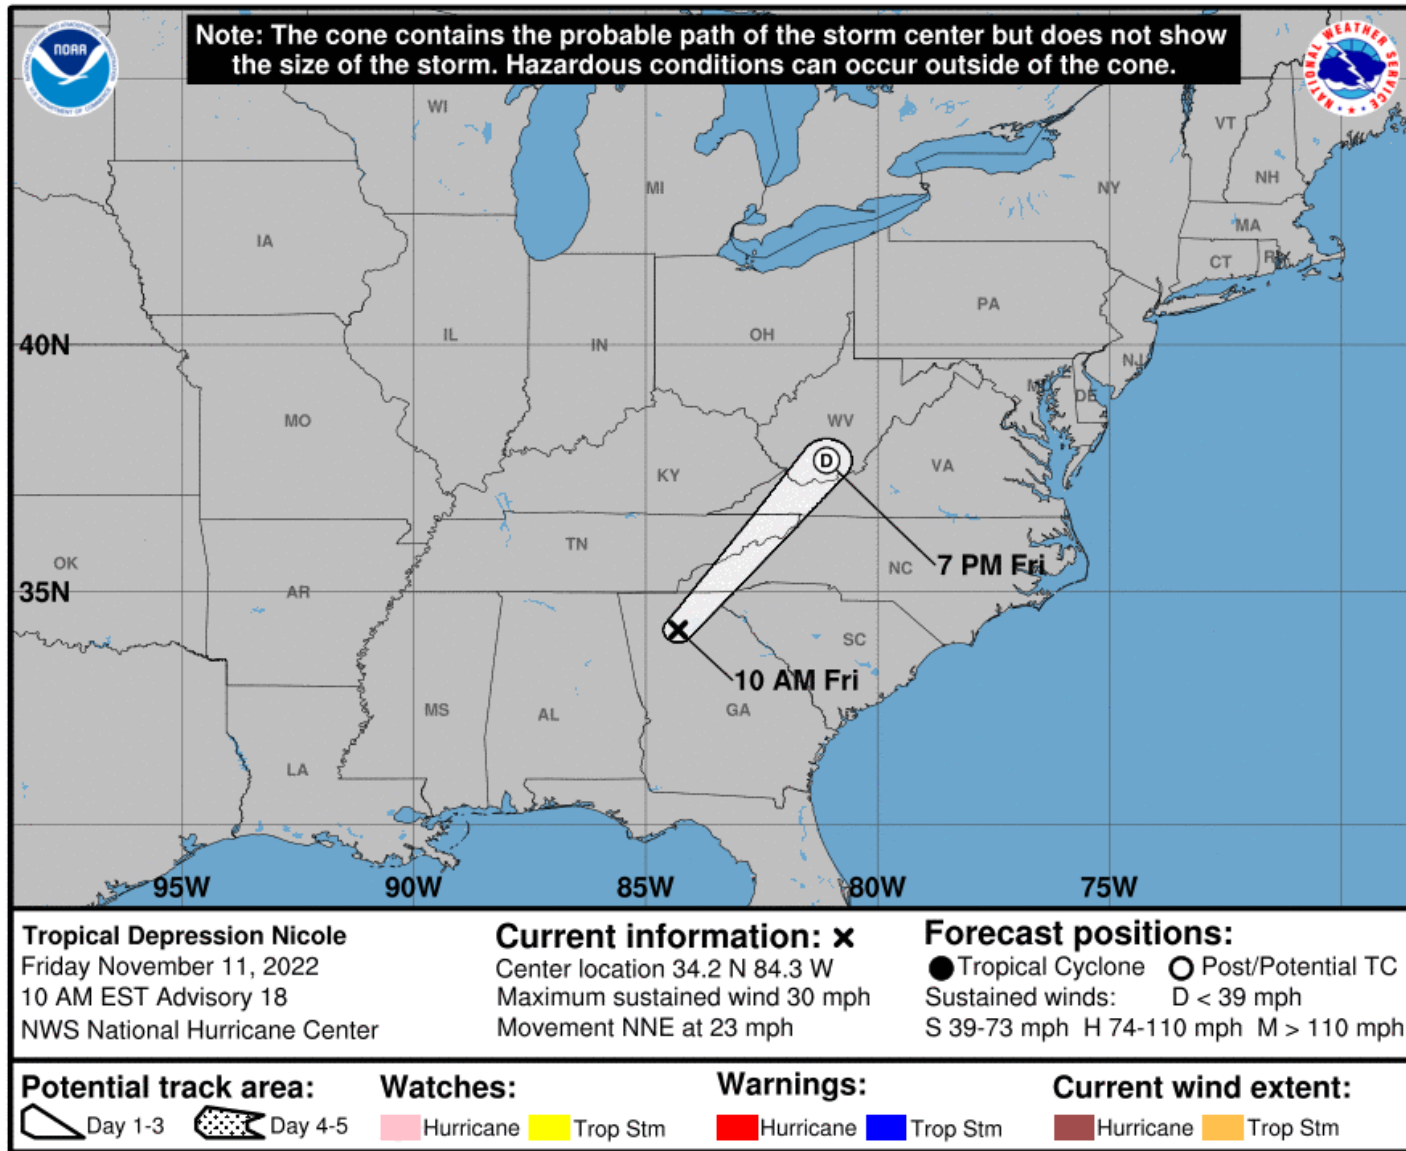 Note: The cone contains the probable path of the storm center but does not show
the size of the storm. Hazardous conditions can occur outside of the cone.
NOAA
NATIONAL WEATHER SERVICE
WI
VT
MI
NY
NH
MA
IA
CT
PA
IL
IN
OH
40N
NJ
DE
MO
WV
D
KY
VA
TN
7 PM Fri
OK
NC
35N
AR
SC
10 AM Fri
MS
AL
GA
LA
95W
90W
85W
80W
75W
Tropical Depression Nicole
Friday November 11, 2022
10 AM EST Advisory 18
NWS National Hurricane Center
Current information: ×
Center location 34.2 N 84.3 W
Maximum sustained wind 30 mph
Movement NNE at 23 mph
Forecast positions:
Tropical Cyclone Post/Potential TC
Sustained winds: D < 39 mph
S 39-73 mph H 74-110 mph M > 110 mph
Potential track area:
Day 1-3 Day 4-5
Watches:
Hurricane Trop Stm
Warnings:
Hurricane Trop Stm
Current wind extent:
Hurricane Trop Stm